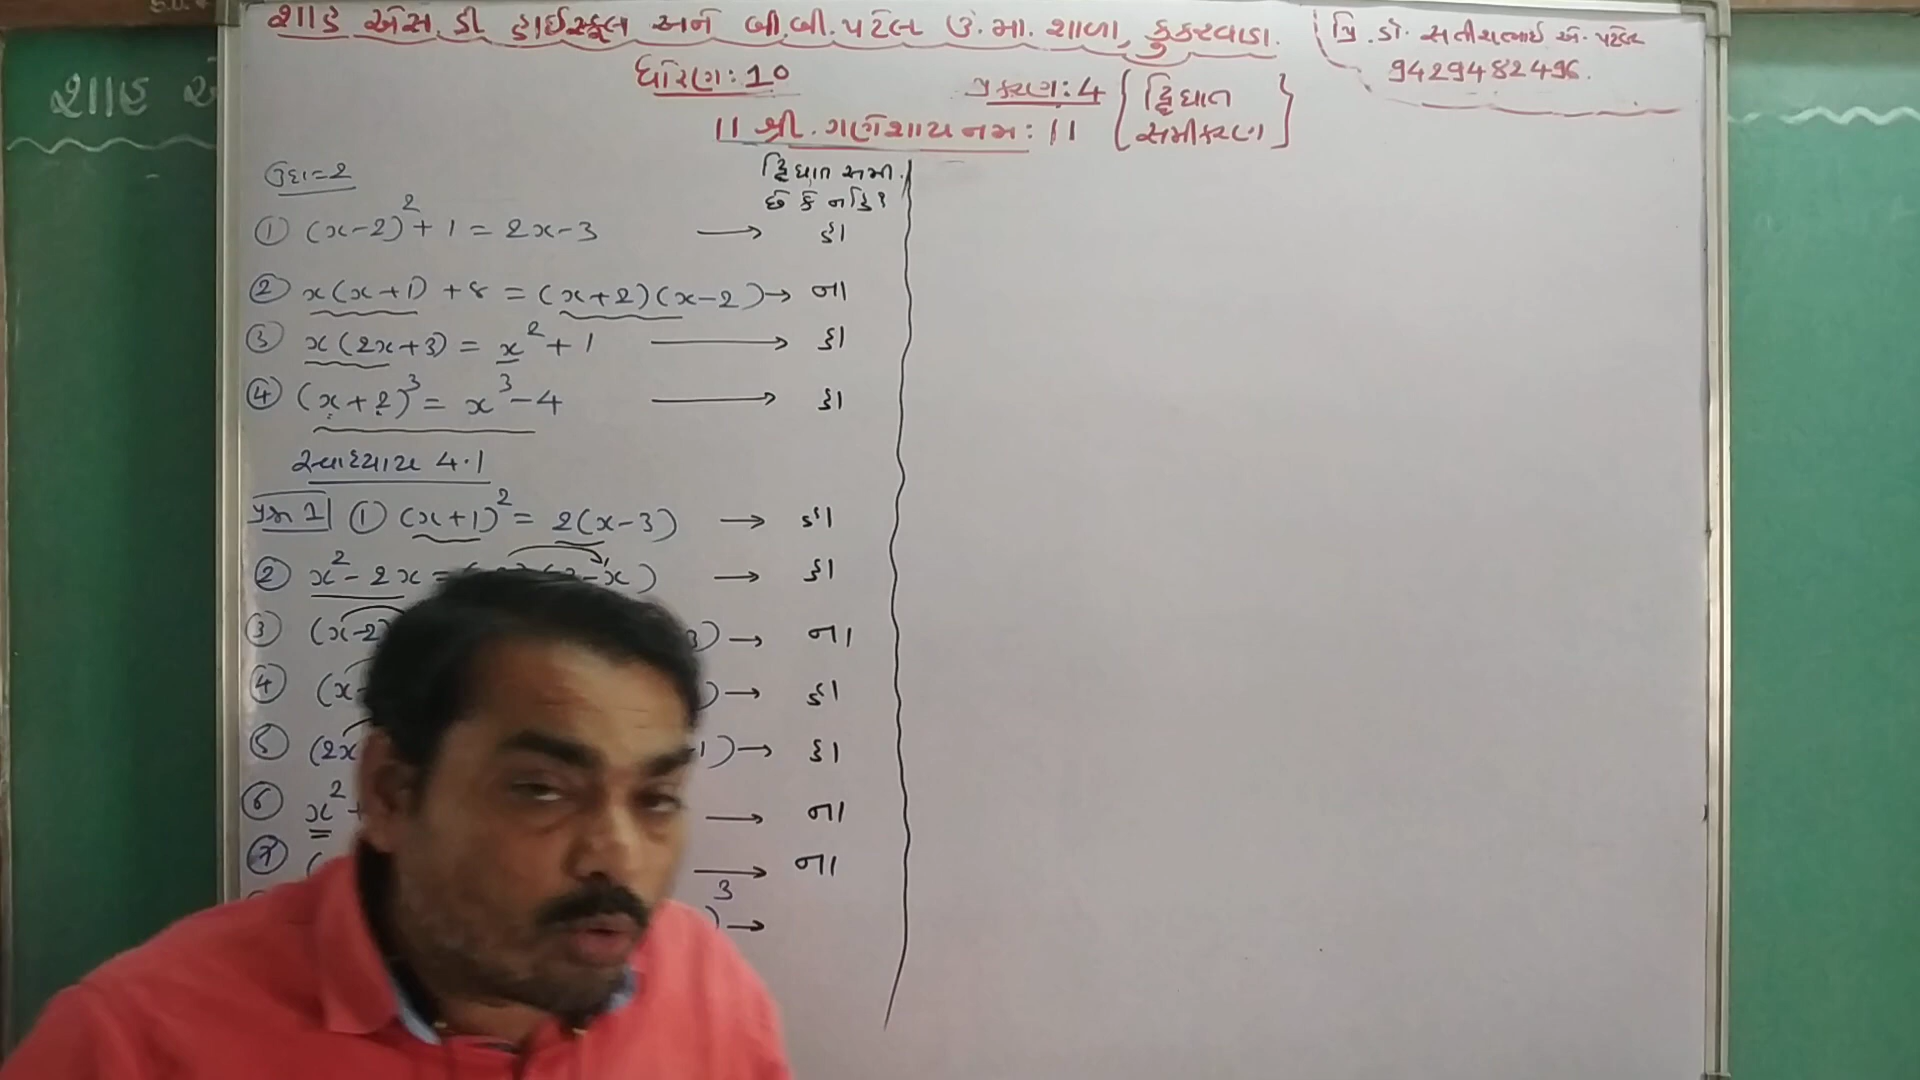 શાહ એસ. ડી હાઈસ્કૂલ અને બી.બી.પટેલ ઉ.મા. શાળા, કુકરવાડા.
પ્રિ. ડૉ. સતીશભાઈ એ. પટેલ
9429482496.
ધોરણ: 10
પ્રકરણ: 4 { દ્વિઘાત સમીકરણ }
|| શ્રી. ગણેશાય નમ: ||
શાહ
ઉદા=2
દ્વિઘાત સમી.
છે કે નહિ?
① (x-2)²+1 = 2x-3 → હા
② x(x+1)+8 = (x+2)(x-2) → ના
③ x(2x+3) = x²+1 → હા
④ (x+2)³ = x³-4 → હા
સ્વાધ્યાય 4.1
પ્રશ્ન 1 ① (x+1)² = 2(x-3) → હા
② x²-2x = -x) → હા
③ (x-2) 3) → ના
④ (x- ) → હા
⑤ (2x -1) → હા
⑥ x²+ → ના
⑦ ( → ના
)³ →